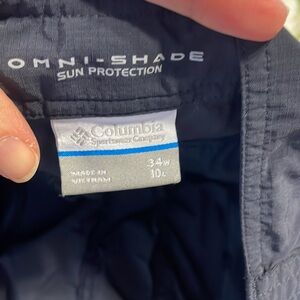 OMNI-SHADE
SUN PROTECTION
Columbia
Sportswear Company
34W
10L
MADE IN
VIETNAM